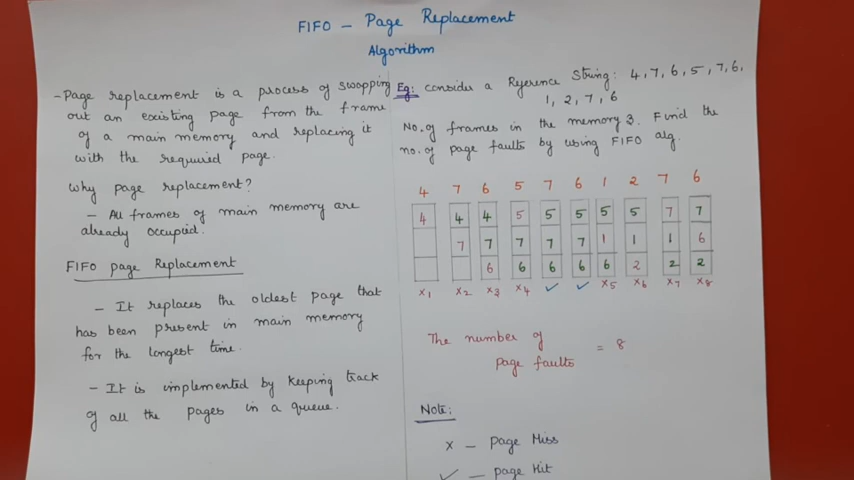 FIFO - Page Replacement
Algorithm
- Page replacement is a process of swapping
out an existing page from the frame
of a main memory and replacing it
with the required page.
Why page replacement?
- All frames of main memory are
already occupied.
FIFO page Replacement
- It replaces the oldest page that
has been present in main memory
for the longest time.
- It is implemented by keeping track
of all the pages in a queue.
Eg: consider a Reference String: 4, 7, 6, 5, 7, 6,
1, 2, 7, 6
No. of frames in the memory 3. Find the
no. of page faults by using FIFO alg.
4 7 6 5 7 6 1 2 7 6
4 4 4 5 5 5 5 5 7 7
7 7 7 7 7 1 1 1 6
6 6 6 6 6 2 2 2
x1 x2 x3 x4 ✓ ✓ x5 x6 x7 x8
The number of
page faults = 8
Note:
x - page Miss
✓ - page Hit